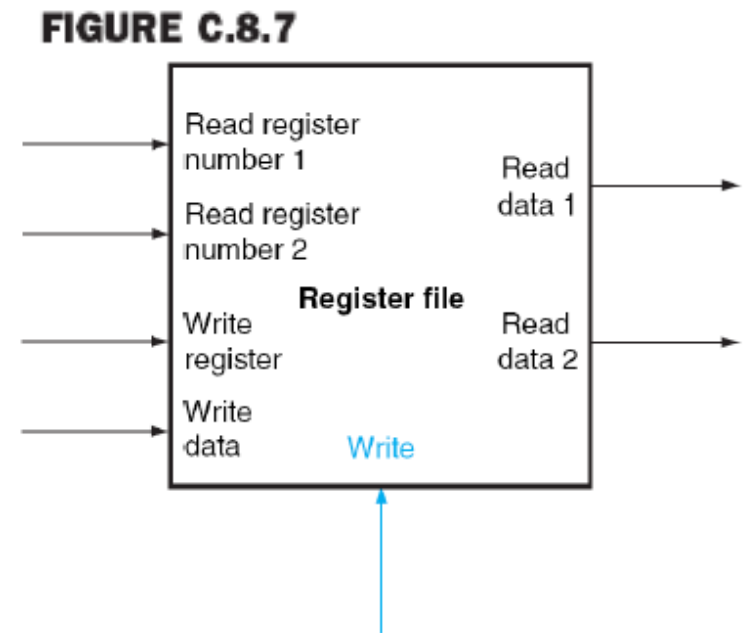 FIGURE C.8.7
Read register
number 1
Read
data 1
Read register
number 2
Register file
Write
register
Read
data 2
Write
data
Write